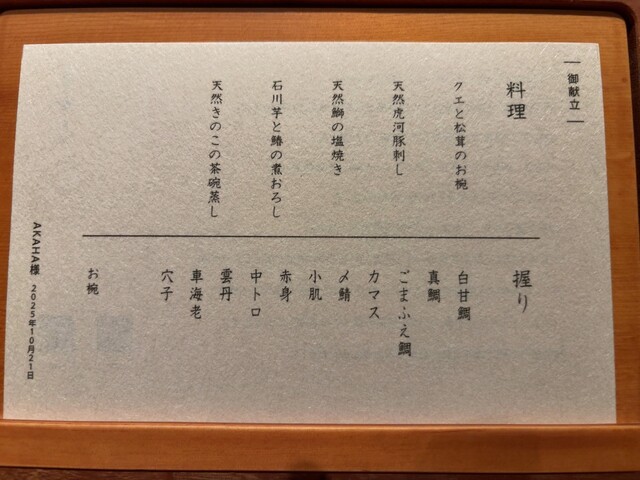 御献立
料理
クエと松茸のお椀
天然虎河豚刺し
天然鰤の塩焼き
石川芋と鰆の煮おろし
天然きのこの茶碗蒸し
握り
白甘鯛
真鯛
ごまふえ鯛
カマス
〆鯖
小肌
赤身
中トロ
雲丹
車海老
穴子
お椀
AKAHA様 2025年10月21日